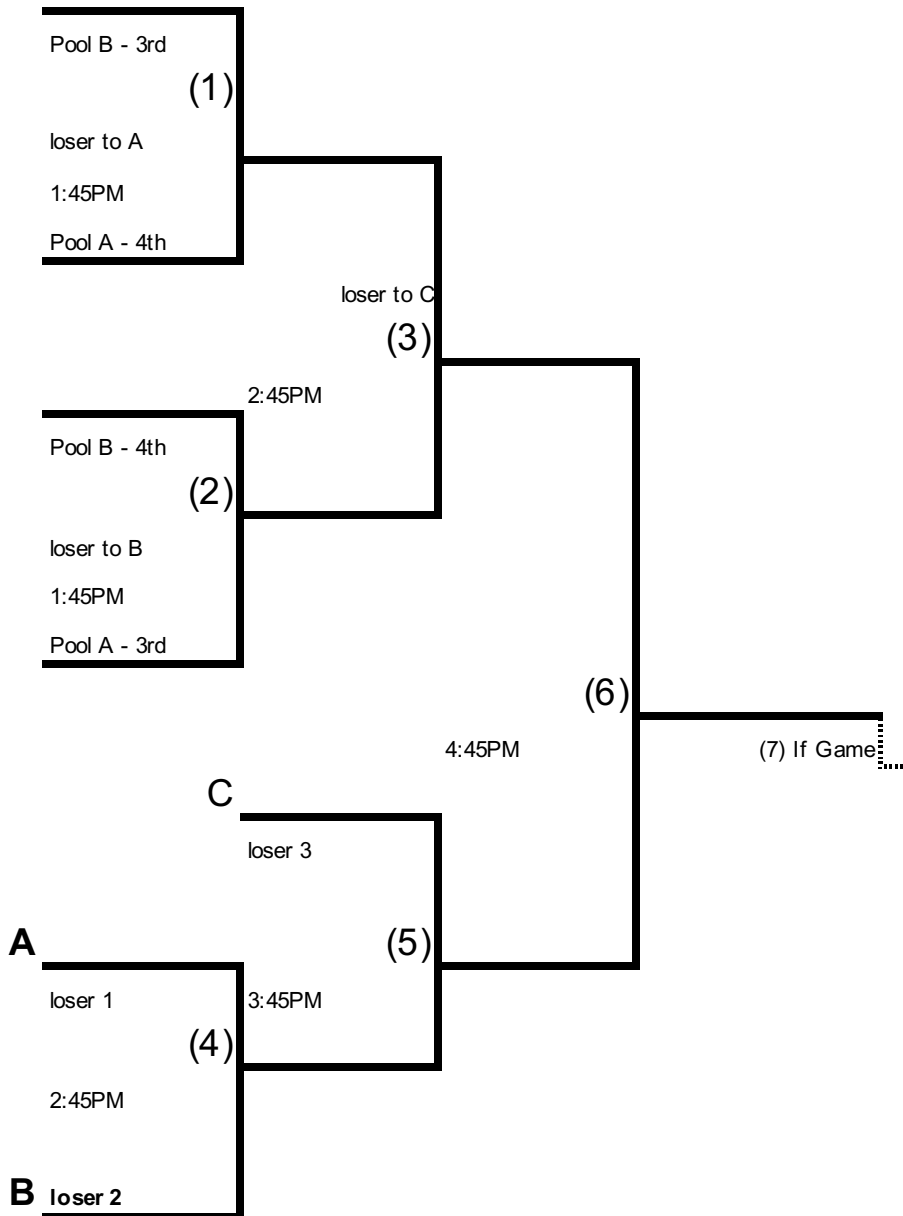 Pool B - 3rd
(1)
loser to A
1:45PM
Pool A - 4th
loser to C
(3)
2:45PM
Pool B - 4th
(2)
loser to B
1:45PM
Pool A - 3rd
(6)
4:45PM
(7) If Game
C
loser 3
A
(5)
loser 1
3:45PM
(4)
2:45PM
B loser 2